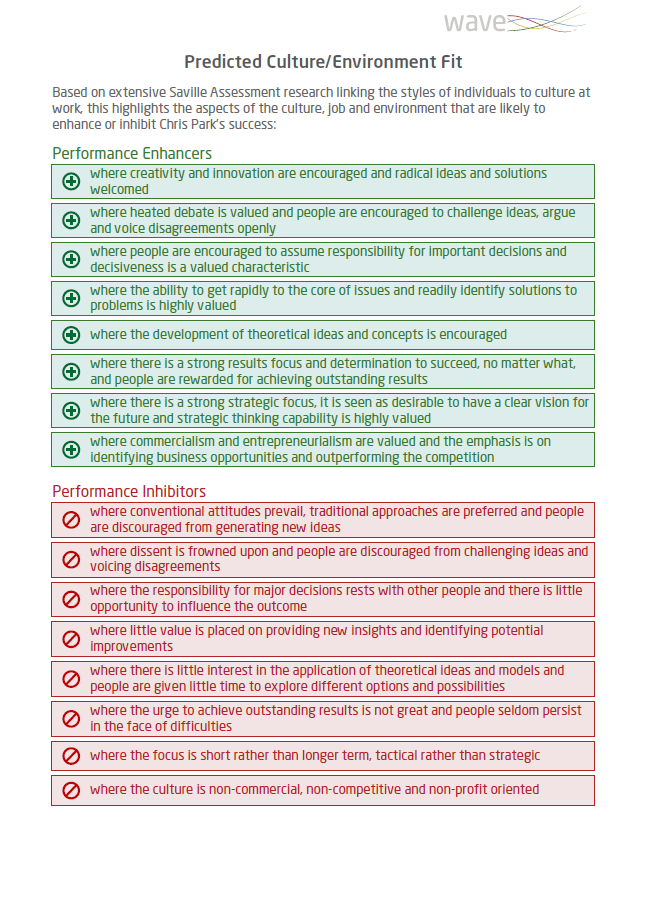 wave
Predicted Culture/Environment Fit
Based on extensive Saville Assessment research linking the styles of individuals to culture at
work, this highlights the aspects of the culture, job and environment that are likely to
enhance or inhibit Chris Park's success:
Performance Enhancers
where creativity and innovation are encouraged and radical ideas and solutions
welcomed
where heated debate is valued and people are encouraged to challenge ideas, argue
and voice disagreements openly
where people are encouraged to assume responsibility for important decisions and
decisiveness is a valued characteristic
where the ability to get rapidly to the core of issues and readily identify solutions to
problems is highly valued
where the development of theoretical ideas and concepts is encouraged
where there is a strong results focus and determination to succeed, no matter what,
and people are rewarded for achieving outstanding results
where there is a strong strategic focus, it is seen as desirable to have a clear vision for
the future and strategic thinking capability is highly valued
where commercialism and entrepreneurialism are valued and the emphasis is on
identifying business opportunities and outperforming the competition
Performance Inhibitors
where conventional attitudes prevail, traditional approaches are preferred and people
are discouraged from generating new ideas
where dissent is frowned upon and people are discouraged from challenging ideas and
voicing disagreements
where the responsibility for major decisions rests with other people and there is little
opportunity to influence the outcome
where little value is placed on providing new insights and identifying potential
improvements
where there is little interest in the application of theoretical ideas and models and
people are given little time to explore different options and possibilities
where the urge to achieve outstanding results is not great and people seldom persist
in the face of difficulties
where the focus is short rather than longer term, tactical rather than strategic
where the culture is non-commercial, non-competitive and non-profit oriented